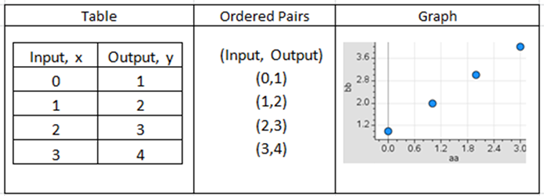 Table
Ordered Pairs
Graph
Input, x
Output, y
0
1
1
2
2
3
3
4
(Input, Output)
(0,1)
(1,2)
(2,3)
(3,4)
bb
3.6
2.8
2.0
1.2
0.0 0.6 1.2 1.8 2.4 3.0
aa